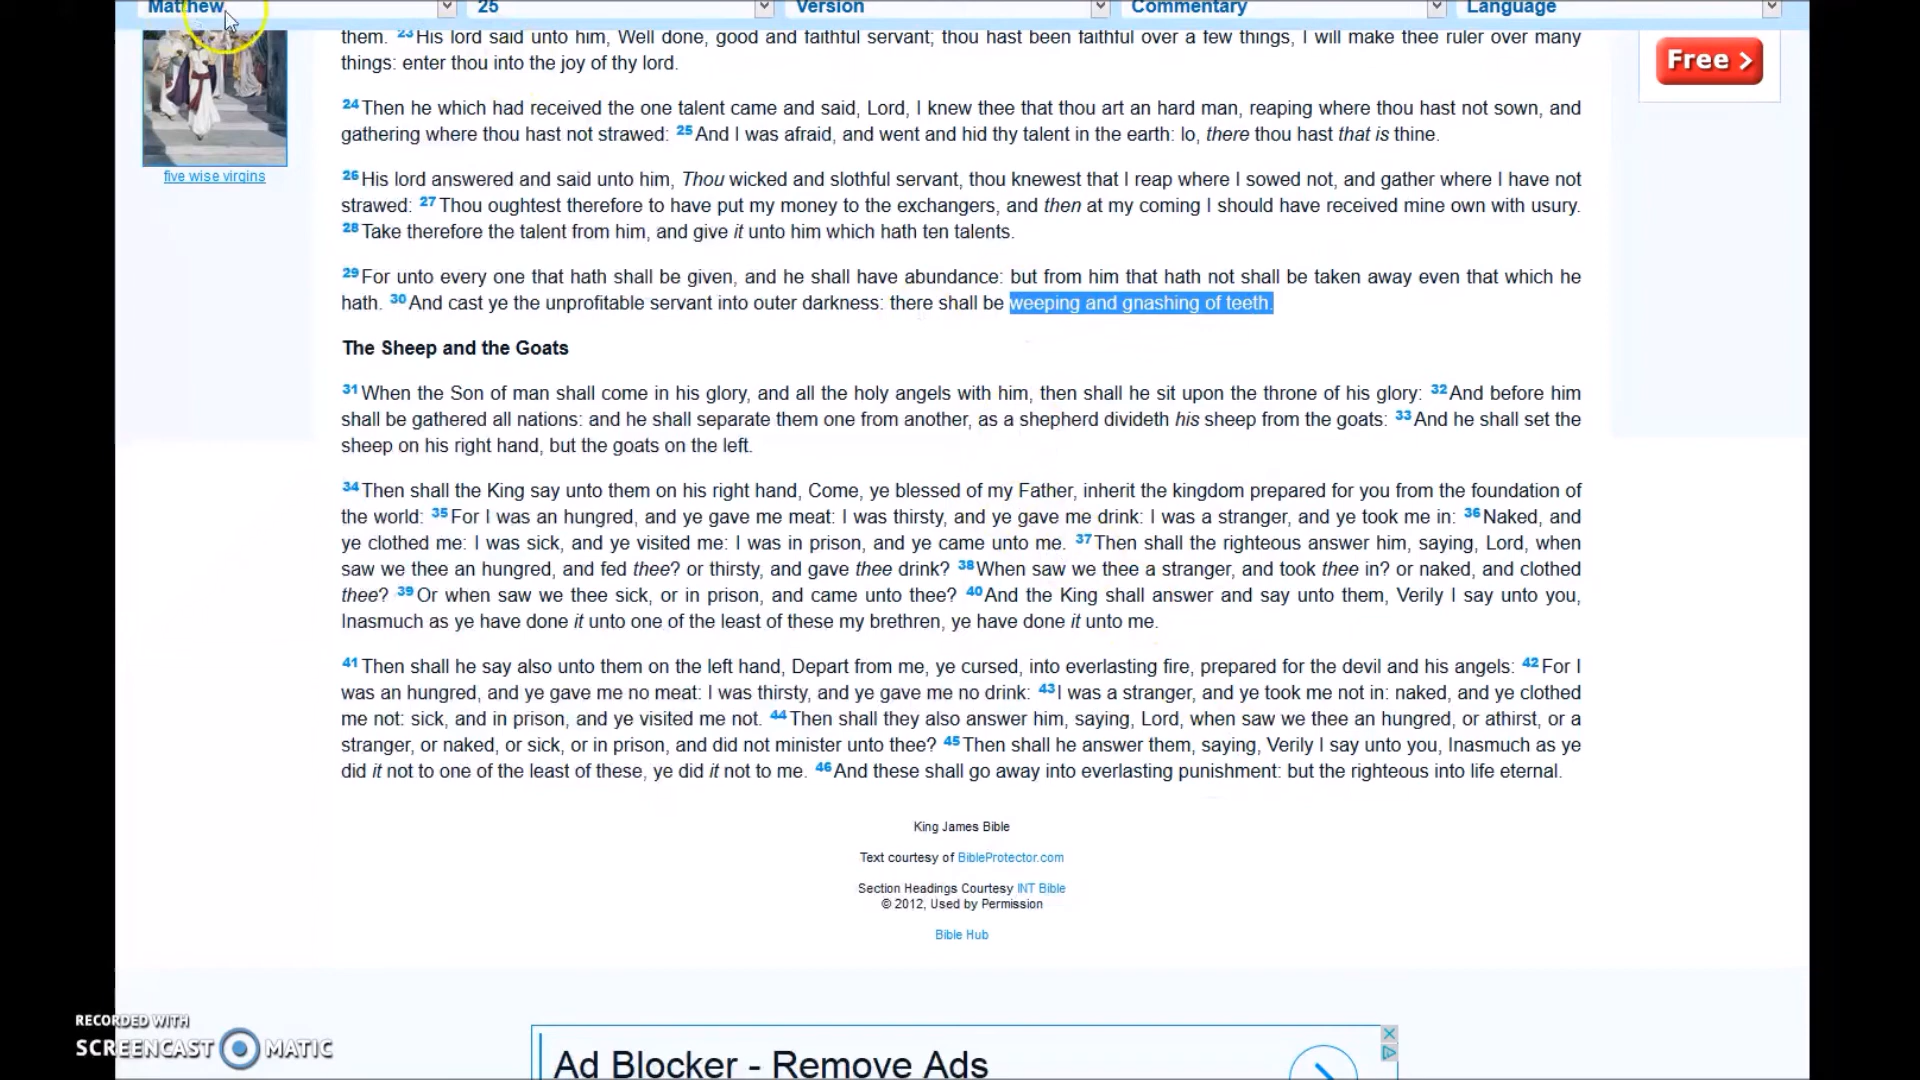 Matthew 25 Version Commentary Language
them. 23 His lord said unto him, Well done, good and faithful servant; thou hast been faithful over a few things, I will make thee ruler over many
things: enter thou into the joy of thy lord.
Free >
24 Then he which had received the one talent came and said, Lord, I knew thee that thou art an hard man, reaping where thou hast not sown, and
gathering where thou hast not strawed: 25 And I was afraid, and went and hid thy talent in the earth: lo, there thou hast that is thine.
five wise virgins
26 His lord answered and said unto him, Thou wicked and slothful servant, thou knewest that I reap where I sowed not, and gather where I have not
strawed: 27 Thou oughtest therefore to have put my money to the exchangers, and then at my coming I should have received mine own with usury.
28 Take therefore the talent from him, and give it unto him which hath ten talents.
29 For unto every one that hath shall be given, and he shall have abundance: but from him that hath not shall be taken away even that which he
hath. 30 And cast ye the unprofitable servant into outer darkness: there shall be weeping and gnashing of teeth.
The Sheep and the Goats
31 When the Son of man shall come in his glory, and all the holy angels with him, then shall he sit upon the throne of his glory: 32 And before him
shall be gathered all nations: and he shall separate them one from another, as a shepherd divideth his sheep from the goats: 33 And he shall set the
sheep on his right hand, but the goats on the left.
34 Then shall the King say unto them on his right hand, Come, ye blessed of my Father, inherit the kingdom prepared for you from the foundation of
the world: 35 For I was an hungred, and ye gave me meat: I was thirsty, and ye gave me drink: I was a stranger, and ye took me in: 36 Naked, and
ye clothed me: I was sick, and ye visited me: I was in prison, and ye came unto me. 37 Then shall the righteous answer him, saying, Lord, when
saw we thee an hungred, and fed thee? or thirsty, and gave thee drink? 38 When saw we thee a stranger, and took thee in? or naked, and clothed
thee? 39 Or when saw we thee sick, or in prison, and came unto thee? 40 And the King shall answer and say unto them, Verily I say unto you,
Inasmuch as ye have done it unto one of the least of these my brethren, ye have done it unto me.
41 Then shall he say also unto them on the left hand, Depart from me, ye cursed, into everlasting fire, prepared for the devil and his angels: 42 For I
was an hungred, and ye gave me no meat: I was thirsty, and ye gave me no drink: 43 I was a stranger, and ye took me not in: naked, and ye clothed
me not: sick, and in prison, and ye visited me not. 44 Then shall they also answer him, saying, Lord, when saw we thee an hungred, or athirst, or a
stranger, or naked, or sick, or in prison, and did not minister unto thee? 45 Then shall he answer them, saying, Verily I say unto you, Inasmuch as ye
did it not to one of the least of these, ye did it not to me. 46 And these shall go away into everlasting punishment: but the righteous into life eternal.
King James Bible
Text courtesy of BibleProtector.com
Section Headings Courtesy INT Bible
© 2012, Used by Permission
Bible Hub
RECORDED WITH
SCREENCAST MATIC
Ad Blocker - Remove Ads